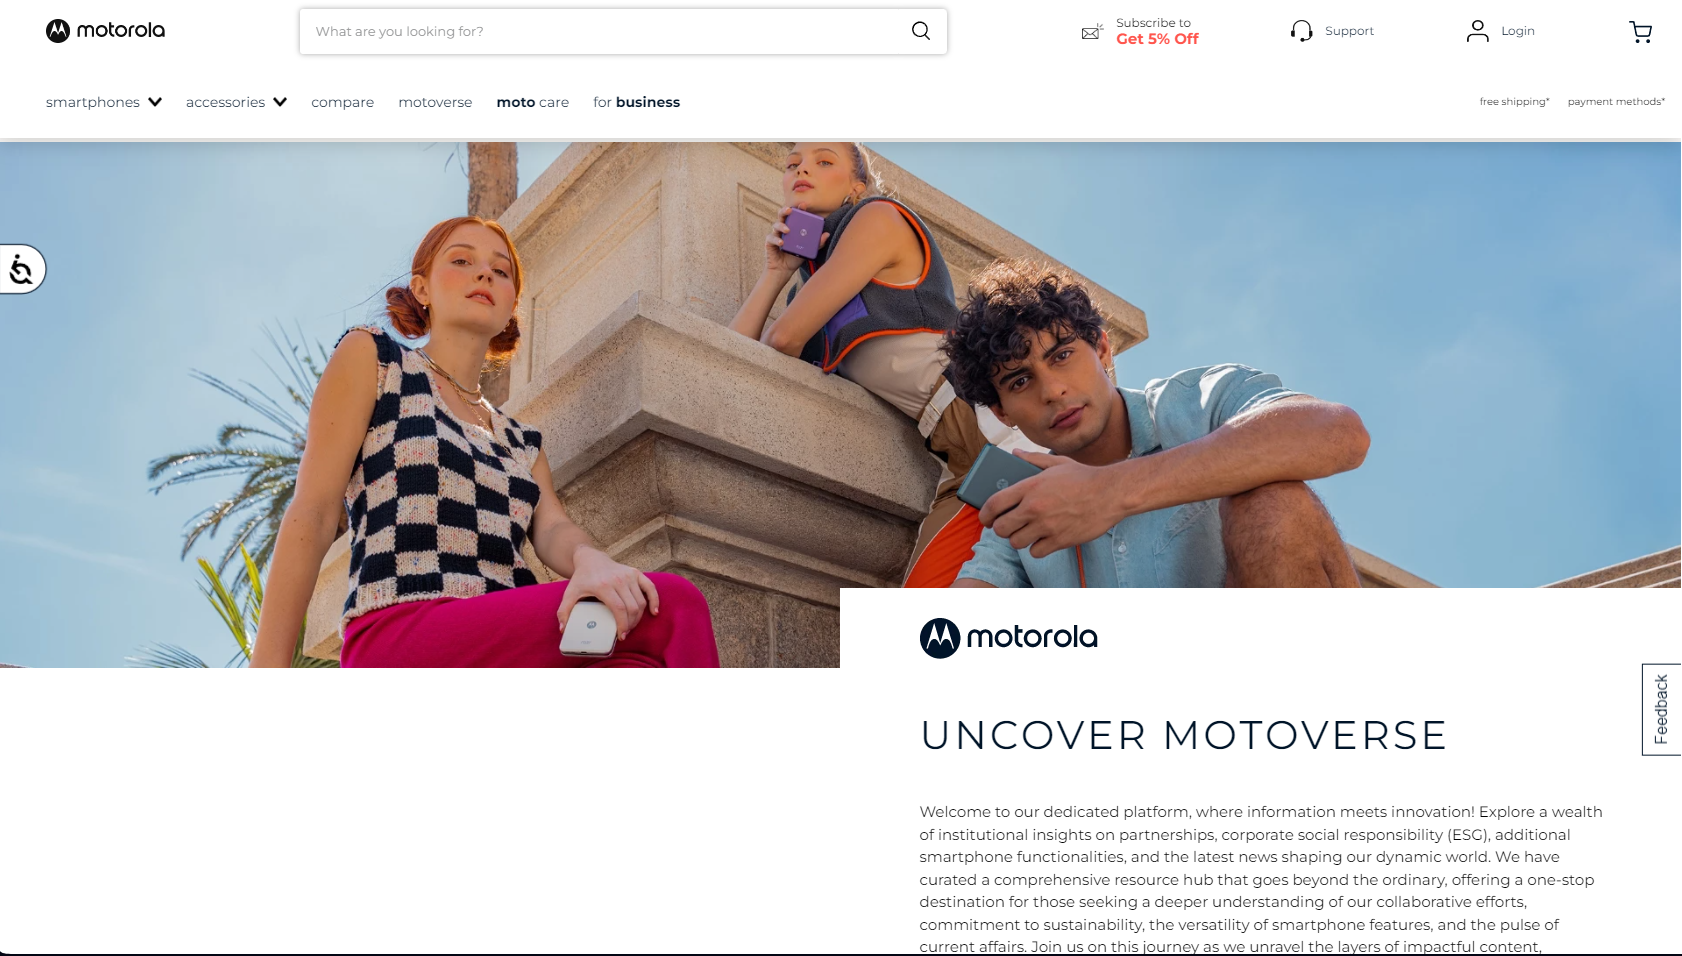 motorola
What are you looking for?
Subscribe to
Get 5% Off
Support
Login
smartphones
accessories
compare
motoverse
moto care
for business
free shipping*
payment methods*
motorola
UNCOVER MOTOVERSE
Feedback
Welcome to our dedicated platform, where information meets innovation! Explore a wealth
of institutional insights on partnerships, corporate social responsibility (ESG), additional
smartphone functionalities, and the latest news shaping our dynamic world. We have
curated a comprehensive resource hub that goes beyond the ordinary, offering a one-stop
destination for those seeking a deeper understanding of our collaborative efforts,
commitment to sustainability, the versatility of smartphone features, and the pulse of
current affairs. Join us on this journey as we unravel the layers of impactful content,